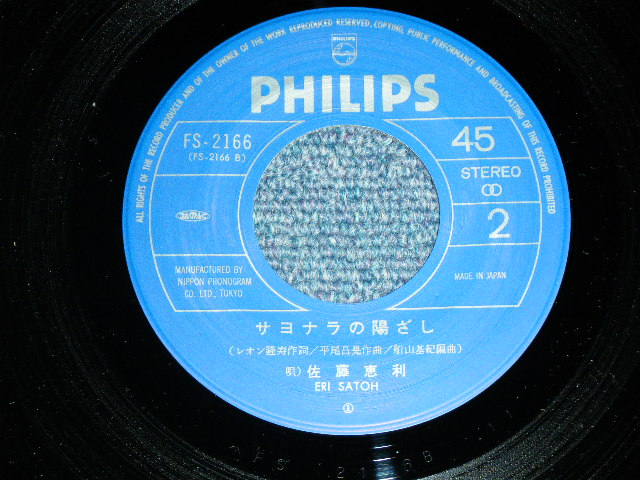 ALL RIGHTS OF THE RECORD PRODUCER AND OF THE OWNER OF THE WORK REPRODUCED RESERVED. COPYING, PUBLIC PERFORMANCE AND BROADCASTING OF THIS RECORD PROHIBITED
PHILIPS
PHILIPS
FS-2166
(FS-2166 B)
45
STEREO
2
MANUFACTURED BY
NIPPON PHONOGRAM
CO. LTD., TOKYO
MADE IN JAPAN
サヨナラの陽ざし
(レオン隆寿作詞/平尾昌晃作曲/船山基紀編曲)
唄) 佐藤恵利
ERI SATOH
①